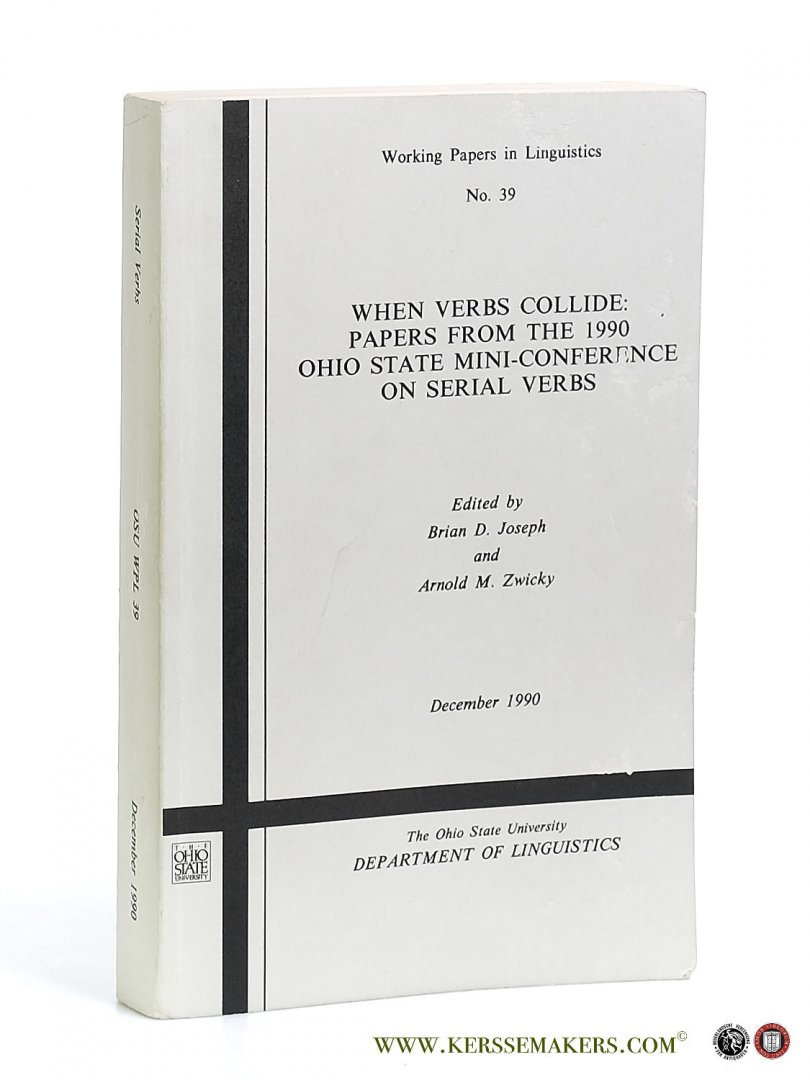 Working Papers in Linguistics
No. 39
WHEN VERBS COLLIDE:
PAPERS FROM THE 1990
OHIO STATE MINI-CONFERENCE
ON SERIAL VERBS
Edited by
Brian D. Joseph
and
Arnold M. Zwicky
December 1990
The Ohio State University
DEPARTMENT OF LINGUISTICS
T·H·E
OHIO
STATE
UNIVERSITY
Serial Verbs
OSU WPL 39
December 1990
WWW.KERSSEMAKERS.COM©